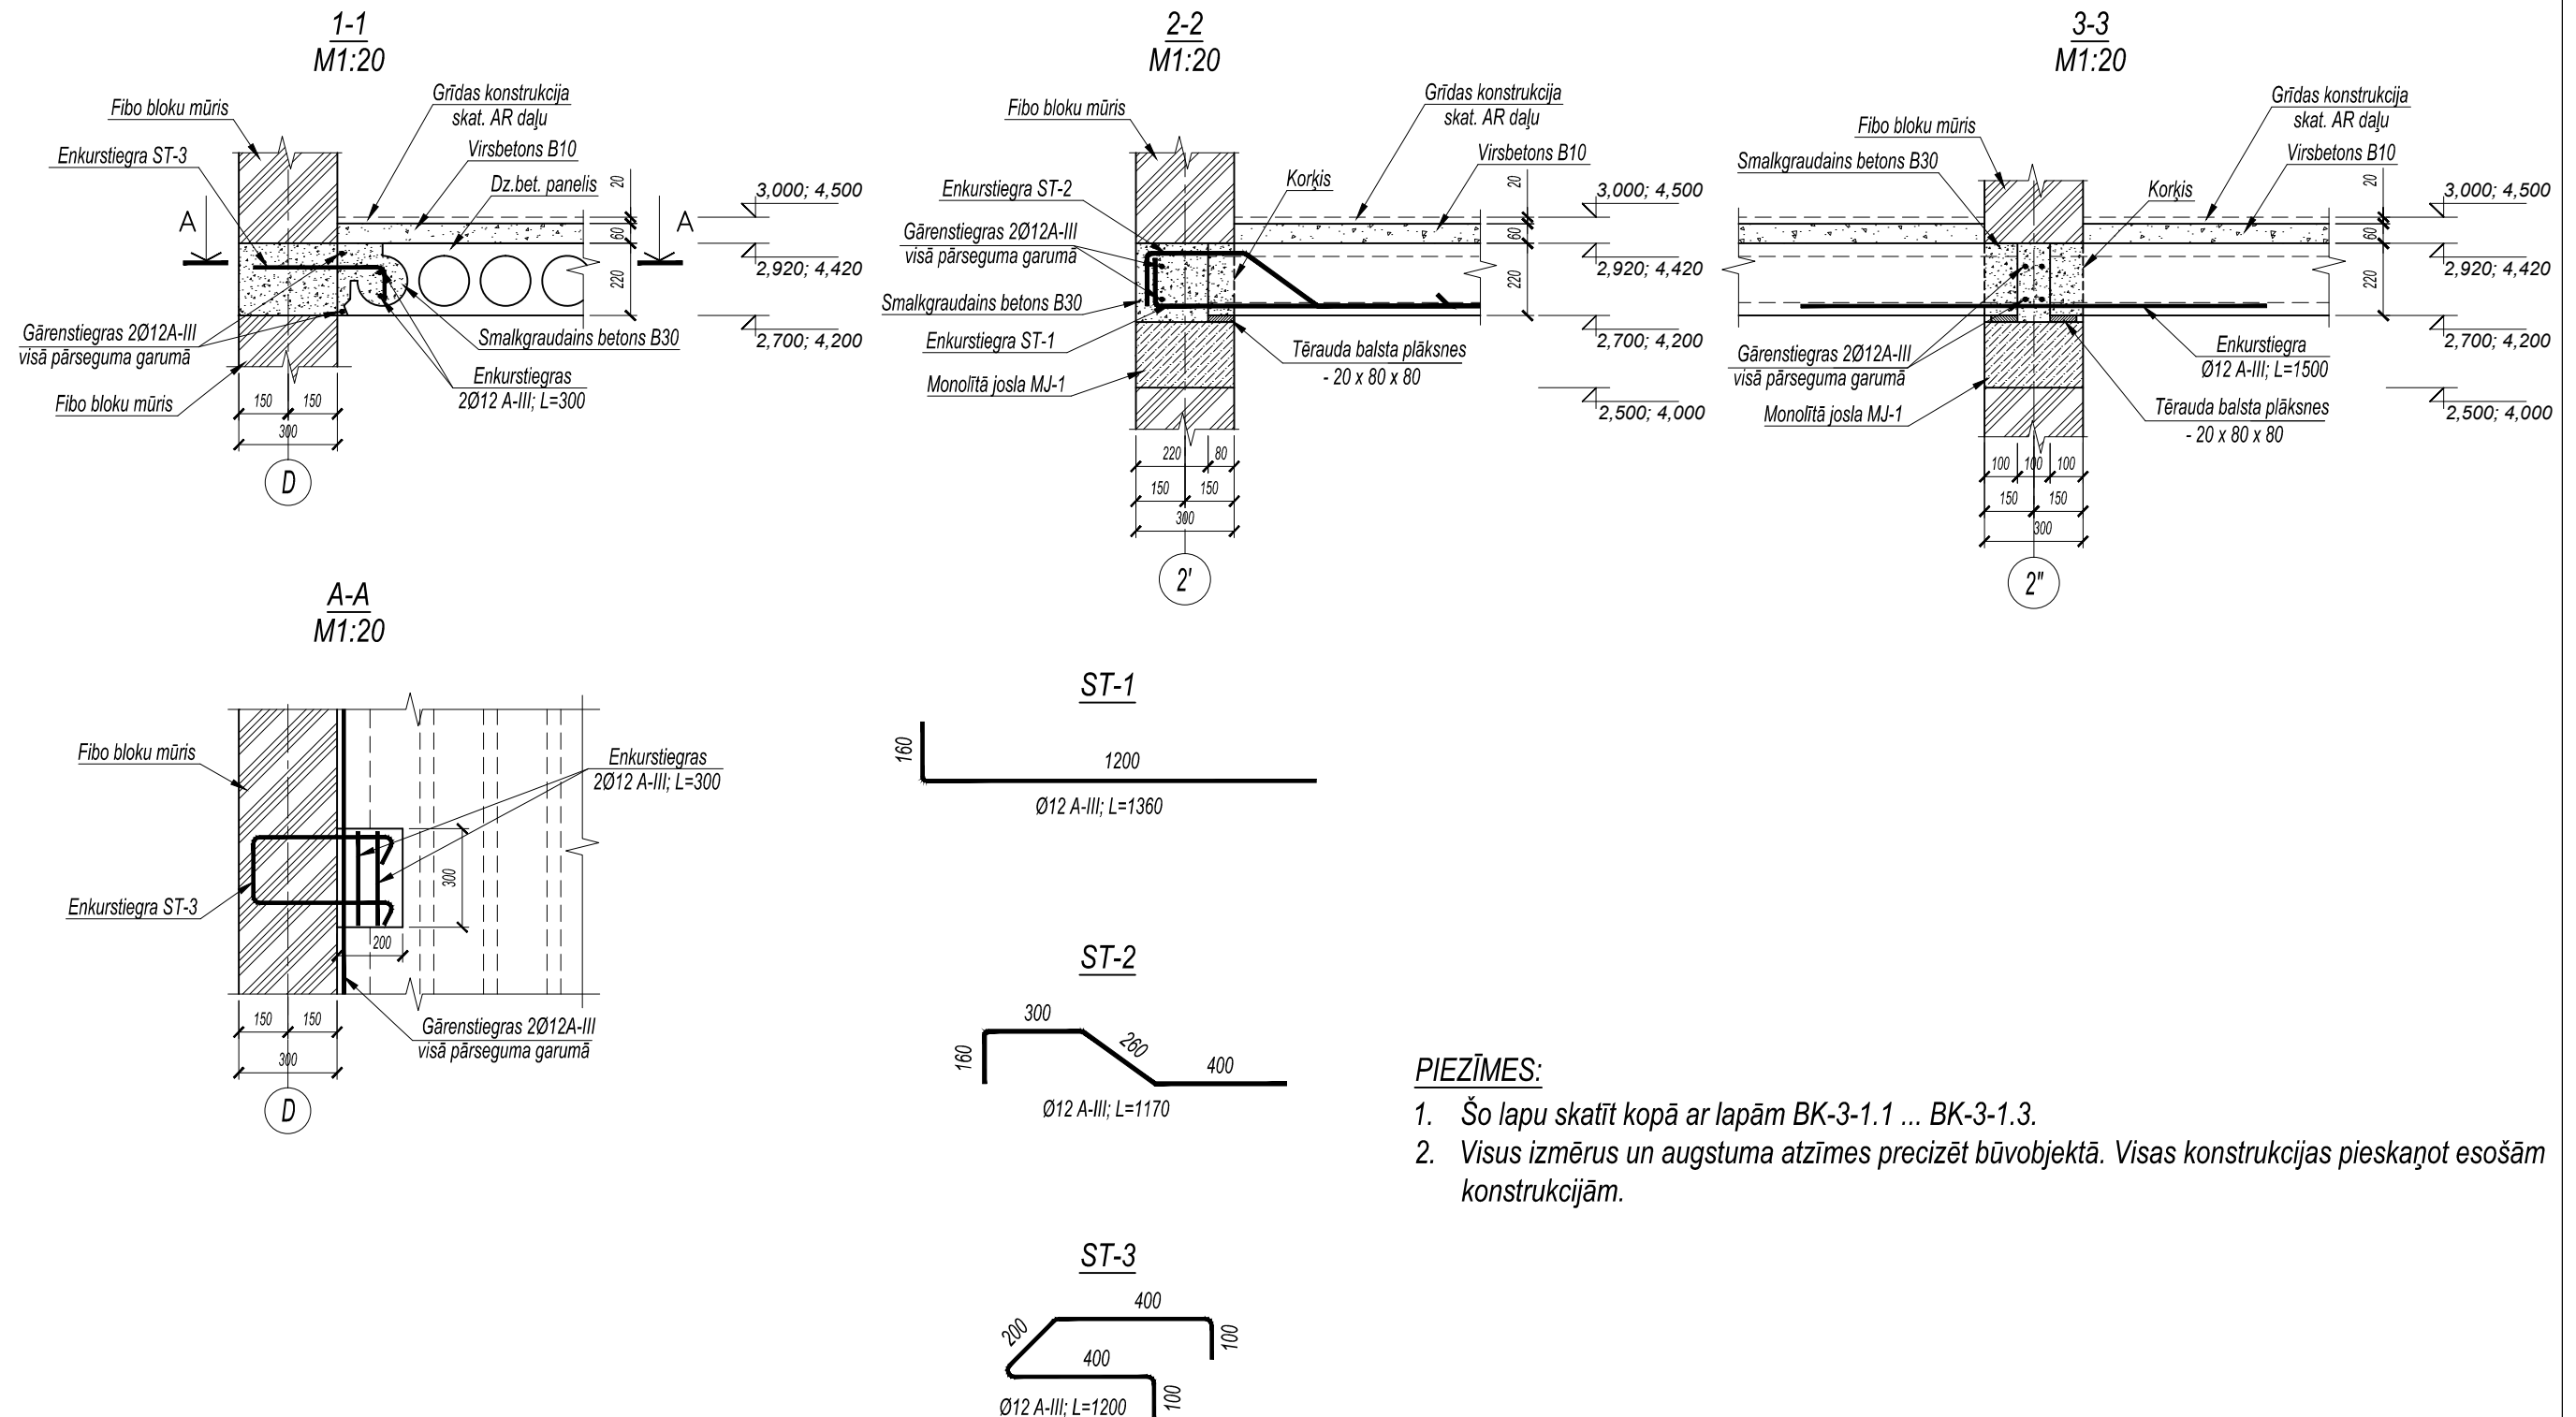 1-1
M1:20
Fibo bloku mūris
Enkurstiegra ST-3
Grīdas konstrukcija
skat. AR daļu
Virsbetons B10
Dz.bet. panelis
A
A
20
60
220
3,000; 4,500
2,920; 4,420
2,700; 4,200
Gārenstiegras 2Ø12A-III
visā pārseguma garumā
Smalkgraudains betons B30
Enkurstiegras
2Ø12 A-III; L=300
Fibo bloku mūris
150
150
300
D
2-2
M1:20
Fibo bloku mūris
Grīdas konstrukcija
skat. AR daļu
Virsbetons B10
Korķis
Enkurstiegra ST-2
Gārenstiegras 2Ø12A-III
visā pārseguma garumā
Smalkgraudains betons B30
Enkurstiegra ST-1
Monolītā josla MJ-1
Tērauda balsta plāksnes
- 20 x 80 x 80
20
60
220
3,000; 4,500
2,920; 4,420
2,700; 4,200
2,500; 4,000
220
80
150
150
300
2'
3-3
M1:20
Grīdas konstrukcija
skat. AR daļu
Fibo bloku mūris
Smalkgraudains betons B30
Virsbetons B10
Korķis
20
60
220
3,000; 4,500
2,920; 4,420
2,700; 4,200
2,500; 4,000
Gārenstiegras 2Ø12A-III
visā pārseguma garumā
Enkurstiegra
Ø12 A-III; L=1500
Monolītā josla MJ-1
Tērauda balsta plāksnes
- 20 x 80 x 80
100
100
100
150
150
300
2"
A-A
M1:20
Fibo bloku mūris
Enkurstiegras
2Ø12 A-III; L=300
Enkurstiegra ST-3
300
200
Gārenstiegras 2Ø12A-III
visā pārseguma garumā
150
150
300
D
ST-1
160
1200
Ø12 A-III; L=1360
ST-2
300
160
260
400
Ø12 A-III; L=1170
ST-3
400
200
100
400
100
Ø12 A-III; L=1200
PIEZĪMES:
1. Šo lapu skatīt kopā ar lapām BK-3-1.1 ... BK-3-1.3.
2. Visus izmērus un augstuma atzīmes precizēt būvobjektā. Visas konstrukcijas pieskaņot esošām
konstrukcijām.